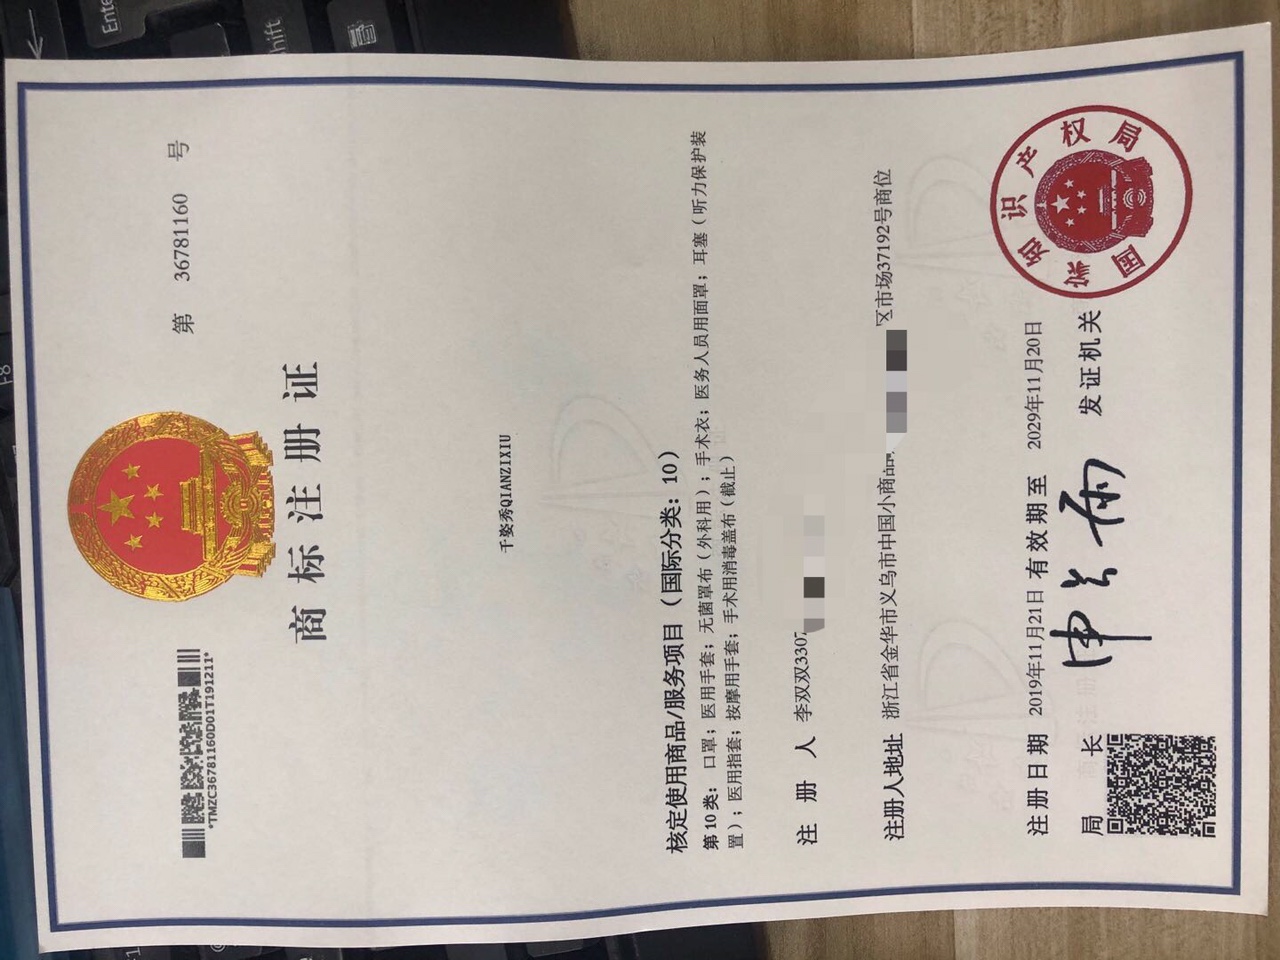 *TMZC36781160D01T191211*
第 36781160 号
商标注册证
千姿秀QIANZIXIU
核定使用商品/服务项目（国际分类：10）
第10类：口罩；医用手套；无菌罩布（外科用）；手术衣；医务人员用面罩；耳塞（听力保护装
置）；医用指套；按摩用手套；手术用消毒盖布（截止）
注册人 李双双3307
注册人地址 浙江省金华市义乌市中国小商品 区市场37192号商位
注册日期 2019年11月21日 有效期至 2029年11月20日
局长 申长雨 发证机关
国家知识产权局
Enter
Shift
F8